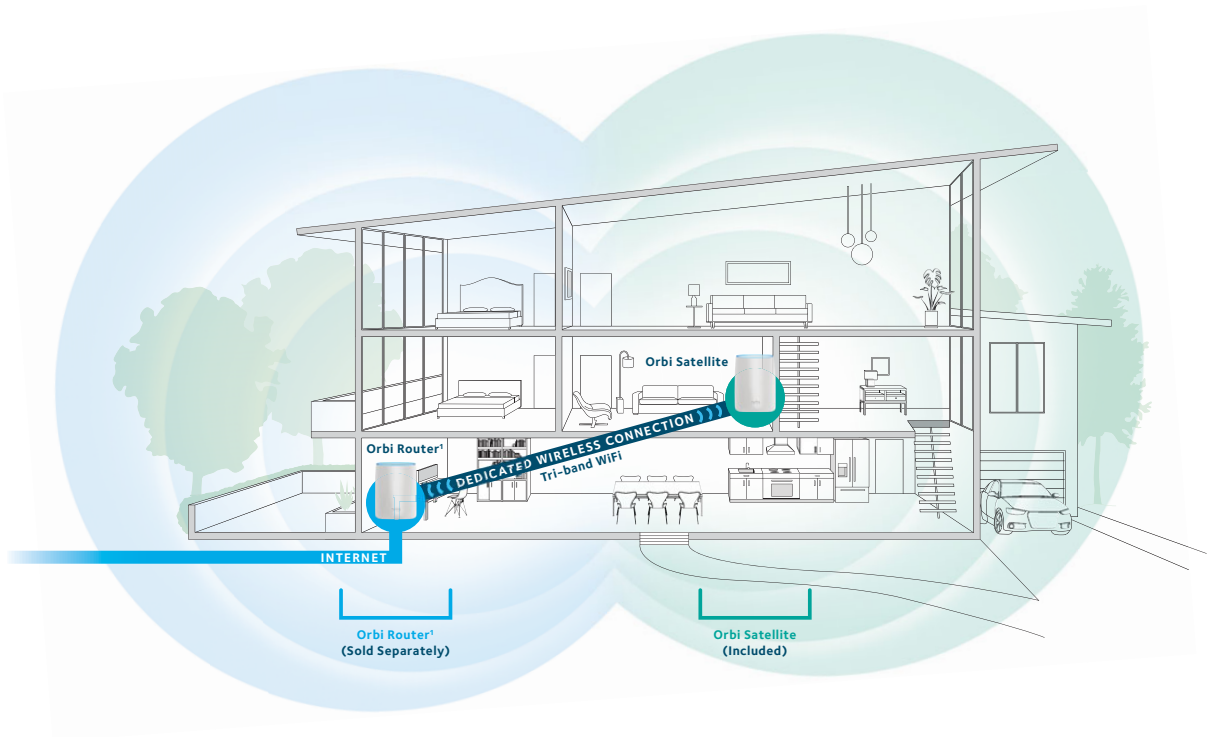 Orbi Satellite
DEDICATED WIRELESS CONNECTION
Tri-band WiFi
Orbi Router¹
INTERNET
Orbi Router¹
(Sold Separately)
Orbi Satellite
(Included)